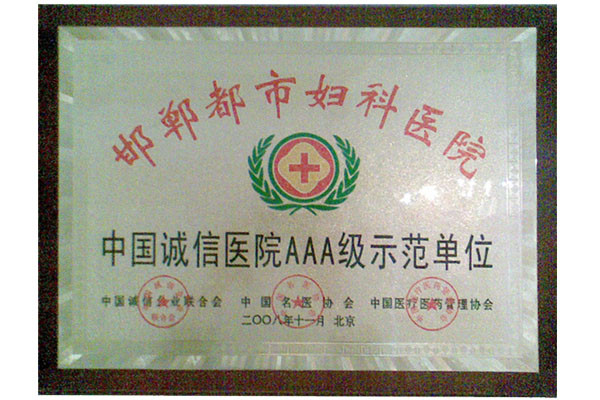 邯郸都市妇科医院
中国诚信医院AAA级示范单位
中国诚信企业联合会 中国名医协会 中国医疗医药管理协会
二〇〇八年十一月 北京